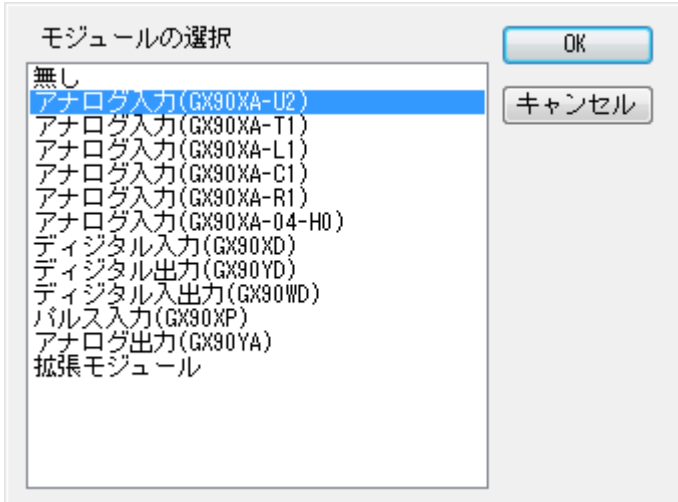 モジュールの選択
OK
キャンセル
無し
アナログ入力(GX90XA-U2)
アナログ入力(GX90XA-T1)
アナログ入力(GX90XA-L1)
アナログ入力(GX90XA-C1)
アナログ入力(GX90XA-R1)
アナログ入力(GX90XA-04-H0)
ディジタル入力(GX90XD)
ディジタル出力(GX90YD)
ディジタル入出力(GX90WD)
パルス入力(GX90XP)
アナログ出力(GX90YA)
拡張モジュール